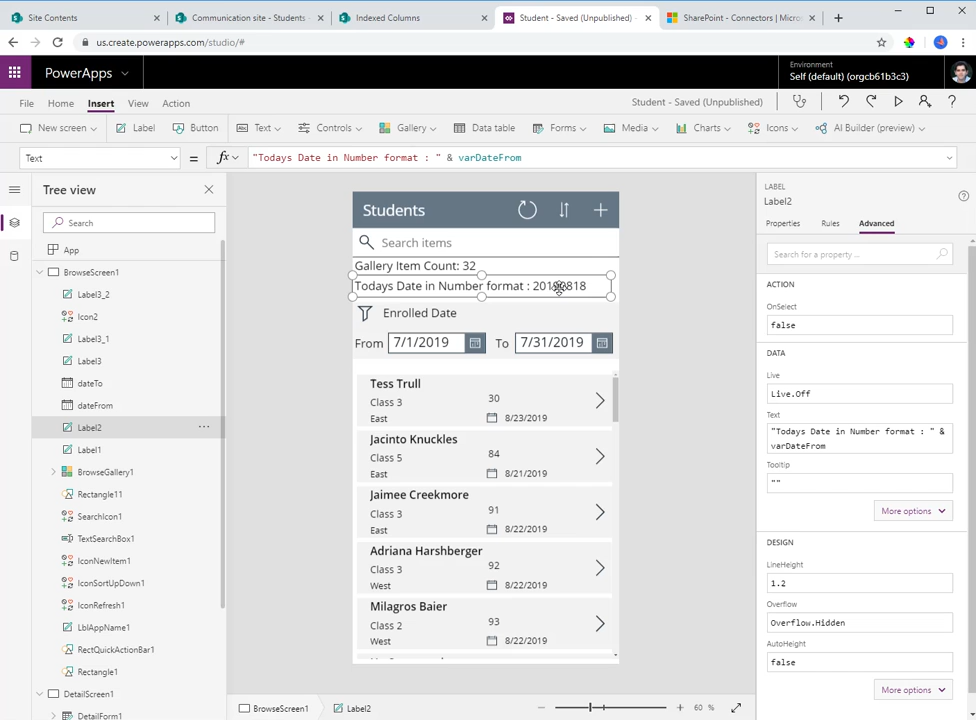 Site Contents
Communication site - Students -
Indexed Columns
Student - Saved (Unpublished) -
SharePoint - Connectors | Micro
us.create.powerapps.com/studio/#
PowerApps
Environment
Self (default) (orgcb61b3c3)
File Home Insert View Action
Student - Saved (Unpublished)
New screen Label Button Text Controls Gallery Data table Forms Media Charts Icons AI Builder (preview)
Text = fx "Todays Date in Number format : " & varDateFrom
Tree view
Search
App
BrowseScreen1
Label3_2
Icon2
Label3_1
Label3
dateTo
dateFrom
Label2 ...
Label1
BrowseGallery1
Rectangle11
SearchIcon1
TextSearchBox1
IconNewItem1
IconSortUpDown1
IconRefresh1
LblAppName1
RectQuickActionBar1
Rectangle1
DetailScreen1
DetailForm1
Students
Search items
Gallery Item Count: 32
Todays Date in Number format : 20190818
Enrolled Date
From 7/1/2019 To 7/31/2019
Tess Trull
Class 3 30
East 8/23/2019
Jacinto Knuckles
Class 5 84
East 8/21/2019
Jaimee Creekmore
Class 3 91
East 8/22/2019
Adriana Harshberger
Class 3 92
West 8/22/2019
Milagros Baier
Class 2 93
West 8/22/2019
BrowseScreen1 Label2
60 %
LABEL
Label2
Properties Rules Advanced
Search for a property ...
ACTION
OnSelect
false
DATA
Live
Live.Off
Text
"Todays Date in Number format : " &
varDateFrom
Tooltip
""
More options
DESIGN
LineHeight
1.2
Overflow
Overflow.Hidden
AutoHeight
false
More options